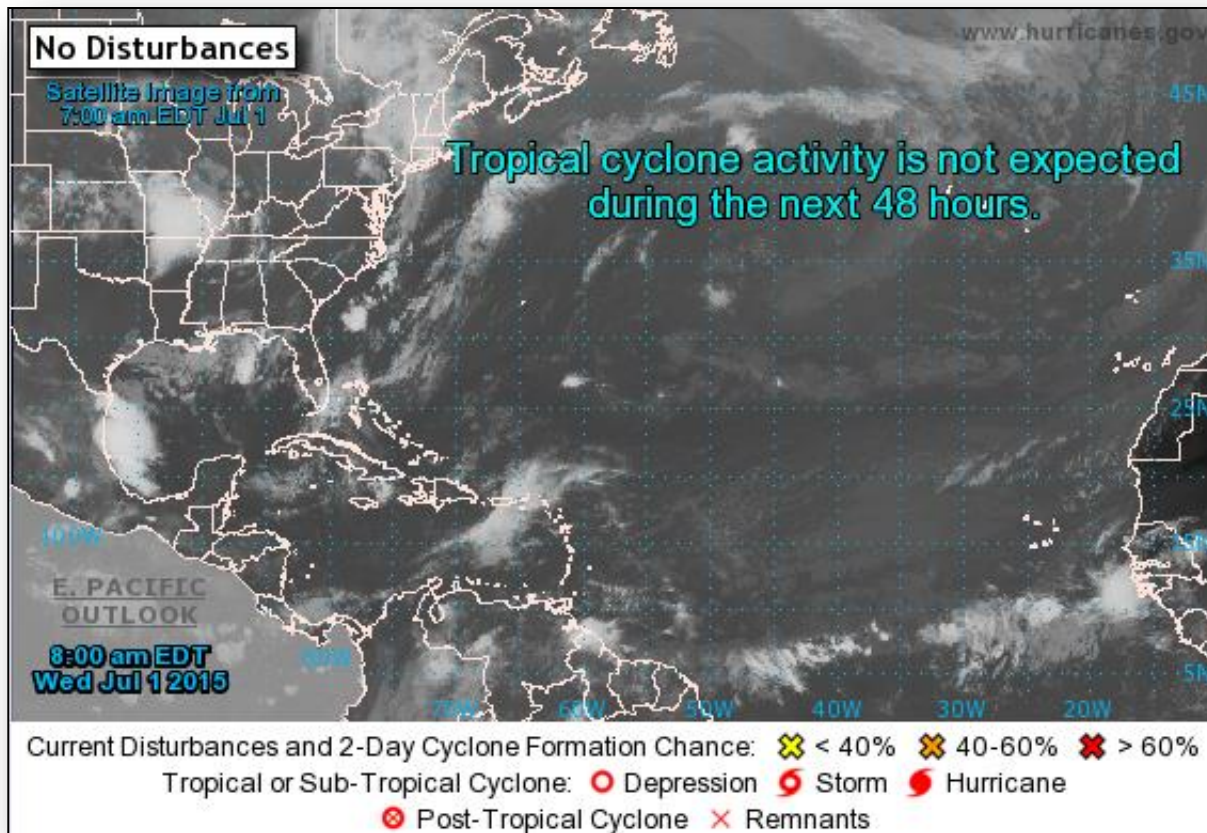 No Disturbances
www.hurricanes.gov
Satellite Image from
7:00 am EDT Jul 1
45N
Tropical cyclone activity is not expected
during the next 48 hours.
35N
25N
15N
E. PACIFIC
OUTLOOK
8:00 am EDT
Wed Jul 1 2015
5N
60W
50W
40W
30W
20W
Current Disturbances and 2-Day Cyclone Formation Chance: < 40% 40-60% > 60%
Tropical or Sub-Tropical Cyclone: Depression Storm Hurricane
Post-Tropical Cyclone Remnants